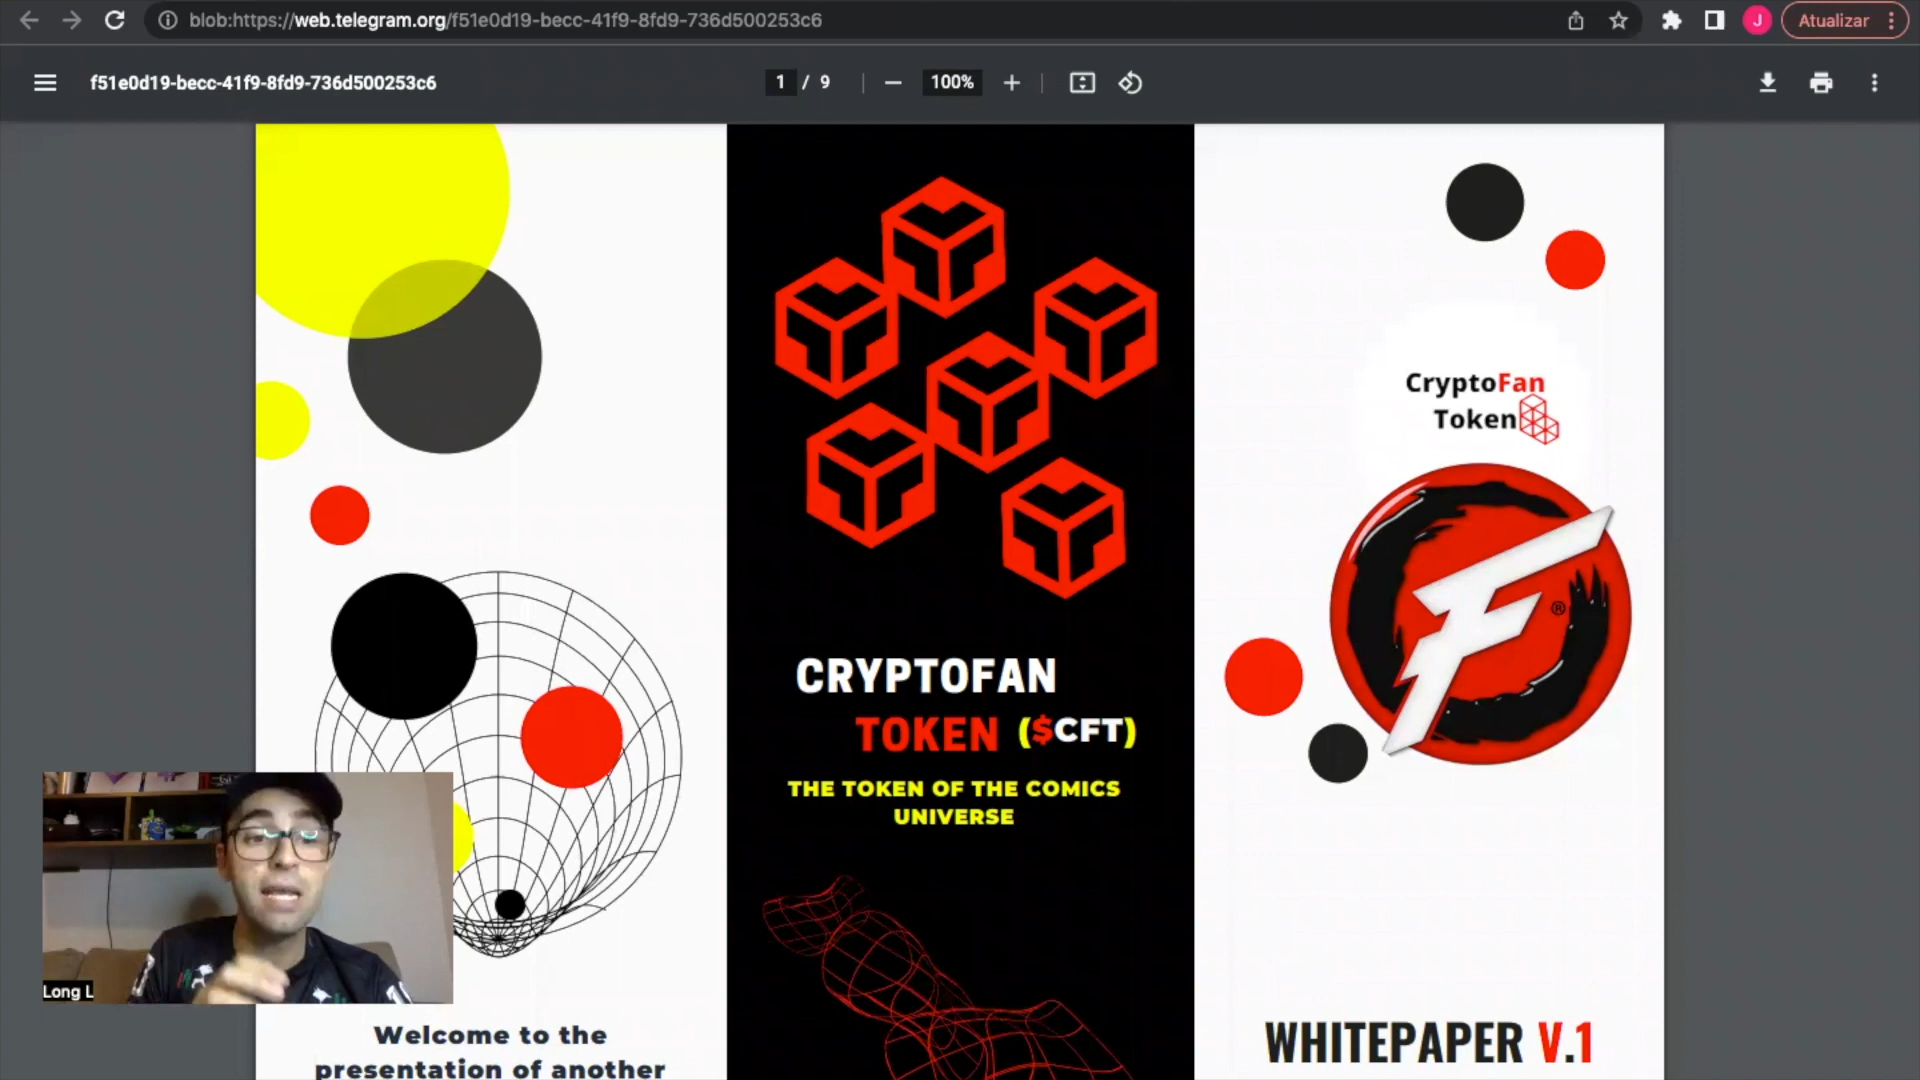 blob:https://web.telegram.org/f51e0d19-becc-41f9-8fd9-736d500253c6
J
Atualizar
f51e0d19-becc-41f9-8fd9-736d500253c6
1 / 9
100%
CryptoFan
Token
F
®
CRYPTOFAN
TOKEN ($CFT)
THE TOKEN OF THE COMICS
UNIVERSE
Long L
Welcome to the
presentation of another
WHITEPAPER V.1